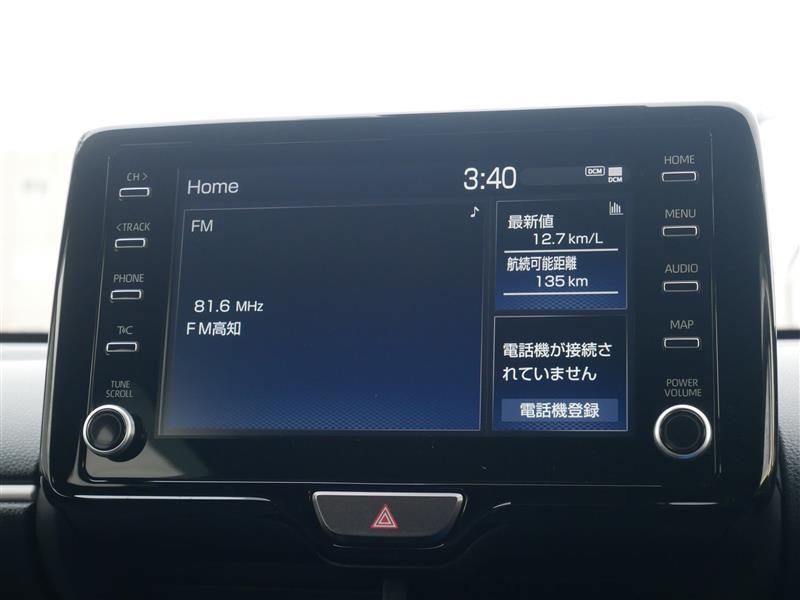 CH >
< TRACK
PHONE
T&C
TUNE
SCROLL
Home
3:40
DCM
DCM
FM
81.6 MHz
FM高知
最新値
12.7 km/L
航続可能距離
135 km
電話機が接続さ
れていません
電話機登録
HOME
MENU
AUDIO
MAP
POWER
VOLUME